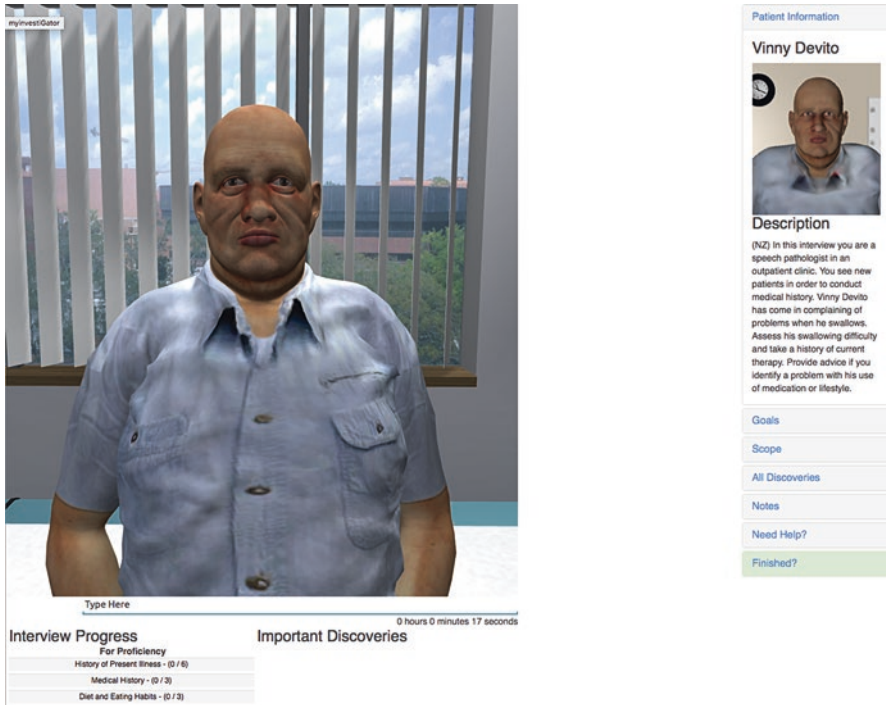 myinvestiGator
Type Here
0 hours 0 minutes 17 seconds
Interview Progress
Important Discoveries
For Proficiency
History of Present Illness - (0 / 6)
Medical History - (0 / 3)
Diet and Eating Habits - (0 / 3)
Patient Information
Vinny Devito
Description
(NZ) In this interview you are a
speech pathologist in an
outpatient clinic. You see new
patients in order to conduct
medical history. Vinny Devito
has come in complaining of
problems when he swallows.
Assess his swallowing difficulty
and take a history of current
therapy. Provide advice if you
identify a problem with his use
of medication or lifestyle.
Goals
Scope
All Discoveries
Notes
Need Help?
Finished?